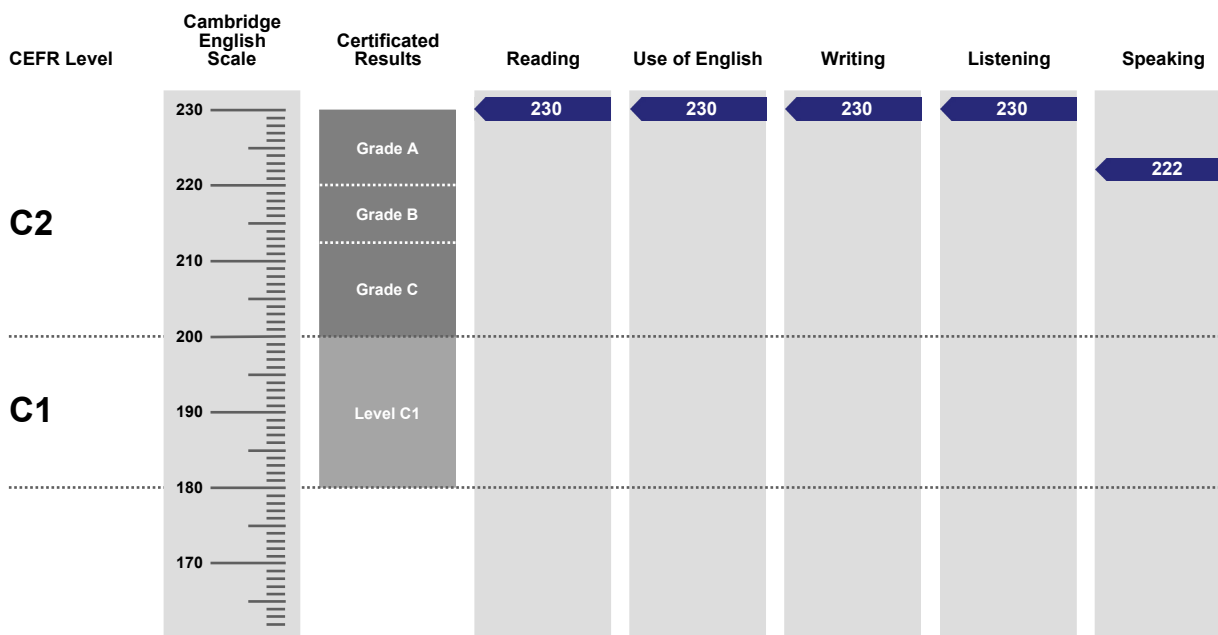 CEFR Level
Cambridge
English
Scale
Certificated
Results
Reading
Use of English
Writing
Listening
Speaking
230
230
230
230
230
Grade A
222
220
C2
Grade B
210
Grade C
200
C1
190
Level C1
180
170